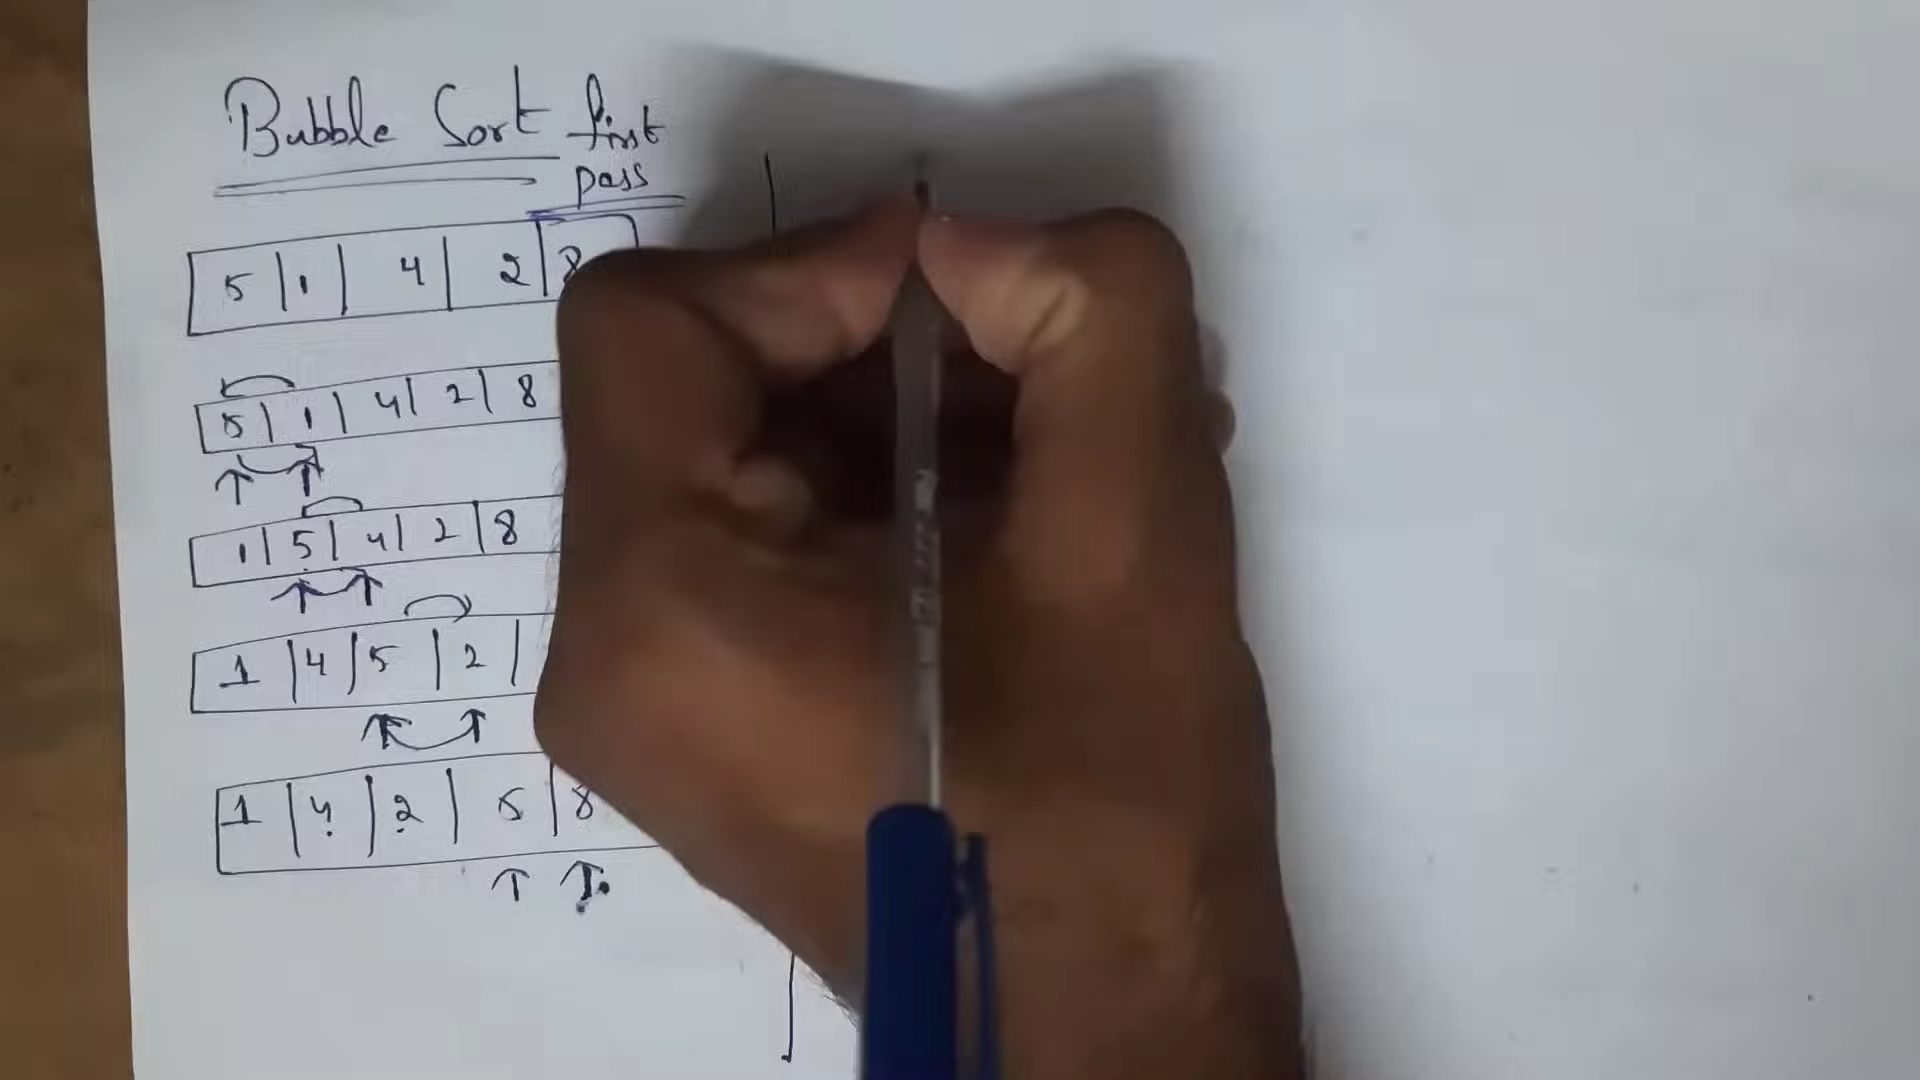 Bubble Sort first
pass
5 | 1 | 4 | 2 | 8
5 | 1 | 4 | 2 | 8
1 | 5 | 4 | 2 | 8
1 | 4 | 5 | 2 |
1 | 4 | 2 | 5 | 8